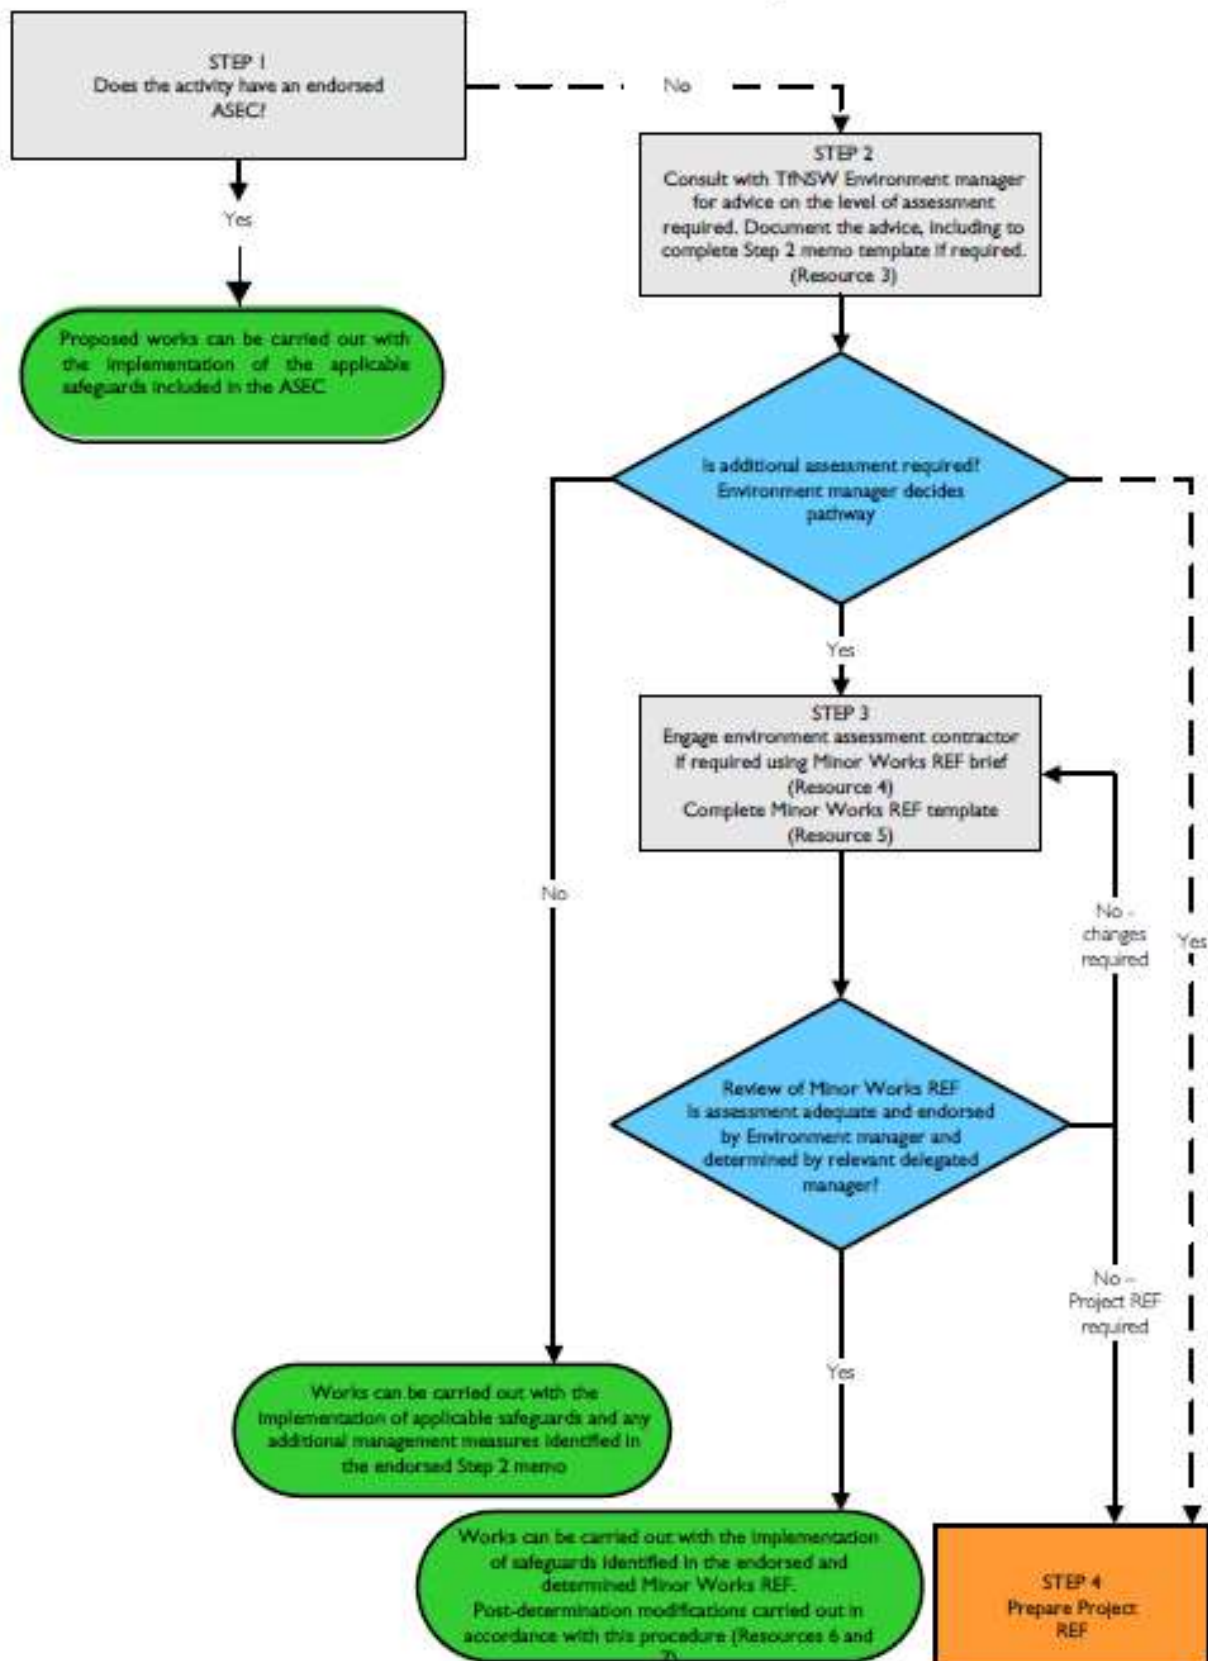 STEP 1
Does the activity have an endorsed
ASEC?
No
Yes
Proposed works can be carried out with
the implementation of the applicable
safeguards included in the ASEC
STEP 2
Consult with TfNSW Environment manager
for advice on the level of assessment
required. Document the advice, including to
complete Step 2 memo template if required.
(Resource 3)
Is additional assessment required?
Environment manager decides
pathway
Yes
STEP 3
Engage environment assessment contractor
if required using Minor Works REF brief
(Resource 4)
Complete Minor Works REF template
(Resource 5)
No
No -
changes
required
Yes
Review of Minor Works REF
Is assessment adequate and endorsed
by Environment manager and
determined by relevant delegated
manager?
No –
Project REF
required
Yes
Works can be carried out with the
implementation of applicable safeguards and any
additional management measures identified in
the endorsed Step 2 memo
Works can be carried out with the implementation
of safeguards identified in the endorsed and
determined Minor Works REF.
Post-determination modifications carried out in
accordance with this procedure (Resources 6 and
STEP 4
Prepare Project
REF